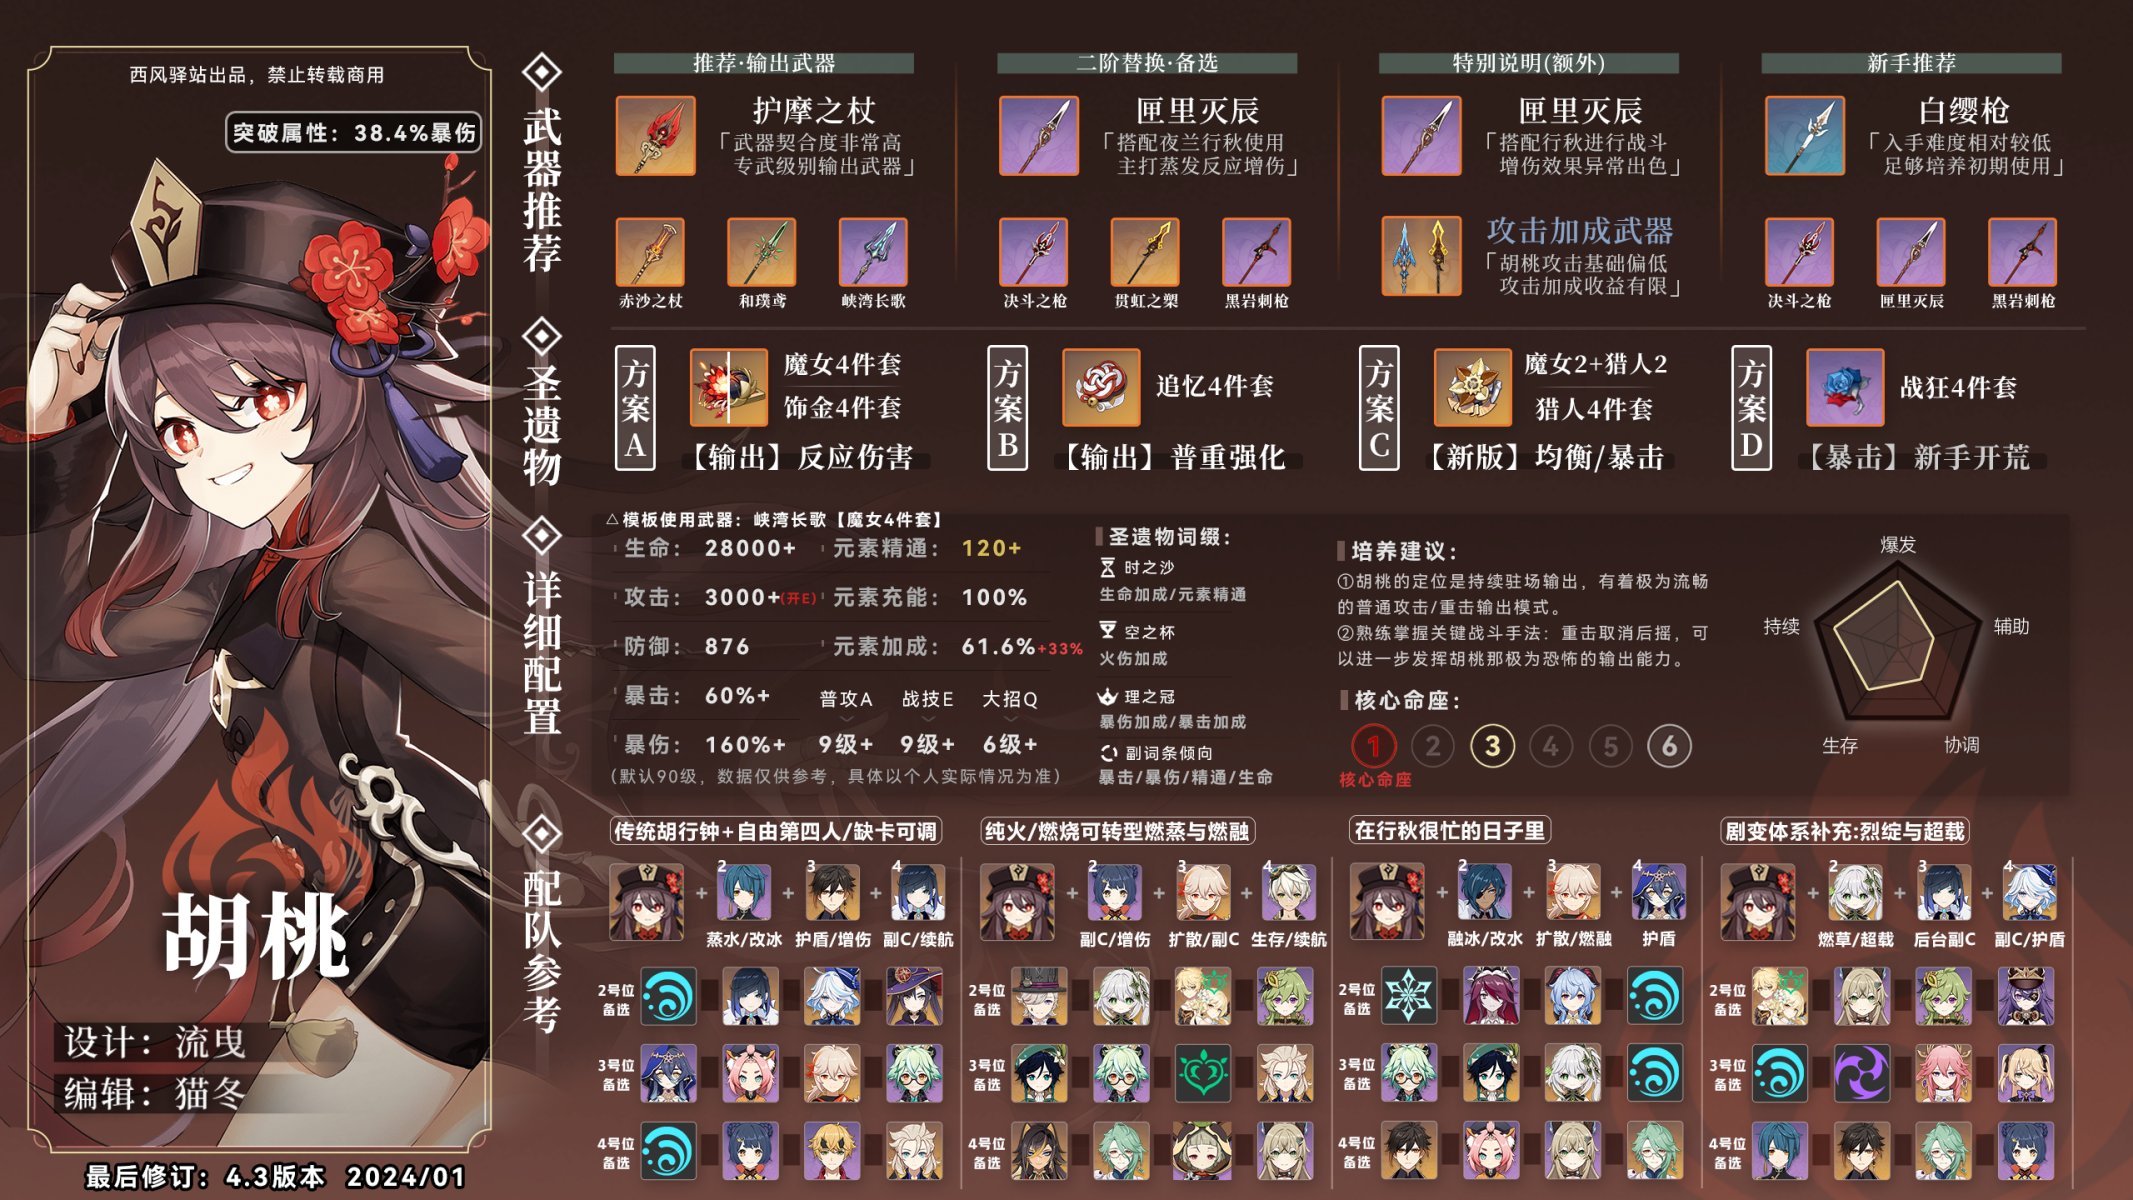 西风驿站出品，禁止转载商用
突破属性：38.4%暴伤
胡桃
设计：流曳
编辑：猫冬
最后修订：4.3版本 2024/01
武器推荐
推荐·输出武器
护摩之杖
「武器契合度非常高
专武级别输出武器」
赤沙之杖 和璞鸢 峡湾长歌
二阶替换·备选
匣里灭辰
「搭配夜兰行秋使用
主打蒸发反应增伤」
决斗之枪 贯虹之槊 黑岩刺枪
特别说明(额外)
匣里灭辰
「搭配行秋进行战斗
增伤效果异常出色」
攻击加成武器
「胡桃攻击基础偏低
攻击加成收益有限」
新手推荐
白缨枪
「入手难度相对较低
足够培养初期使用」
决斗之枪 匣里灭辰 黑岩刺枪
圣遗物
方案A
魔女4件套
饰金4件套
【输出】反应伤害
方案B
追忆4件套
【输出】普重强化
方案C
魔女2+猎人2
猎人4件套
【新版】均衡/暴击
方案D
战狂4件套
【暴击】新手开荒
详细配置
△模板使用武器：峡湾长歌【魔女4件套】
生命：28000+ 元素精通：120+
攻击：3000+(开E) 元素充能：100%
防御：876 元素加成：61.6%+33%
暴击：60%+ 普攻A 战技E 大招Q
暴伤：160%+ 9级+ 9级+ 6级+
(默认90级，数据仅供参考，具体以个人实际情况为准)
圣遗物词缀：
时之沙
生命加成/元素精通
空之杯
火伤加成
理之冠
暴伤加成/暴击加成
副词条倾向
暴击/暴伤/精通/生命
培养建议：
①胡桃的定位是持续驻场输出，有着极为流畅
的普通攻击/重击输出模式。
②熟练掌握关键战斗手法：重击取消后摇，可
以进一步发挥胡桃那极为恐怖的输出能力。
核心命座：
1 2 3 4 5 6
核心命座
爆发
持续 辅助
生存 协调
配队参考
传统胡行钟+自由第四人/缺卡可调
+ 2 + 3 + 4
蒸水/改冰 护盾/增伤 副C/续航
2号位
备选
3号位
备选
4号位
备选
纯火/燃烧可转型燃蒸与燃融
+ 2 + 3 + 4
副C/增伤 扩散/副C 生存/续航
2号位
备选
3号位
备选
4号位
备选
在行秋很忙的日子里
+ 2 + 3 + 4
融冰/改水 扩散/燃融 护盾
2号位
备选
3号位
备选
4号位
备选
剧变体系补充:烈绽与超载
+ 2 + 3 + 4
燃草/超载 后台副C 副C/护盾
2号位
备选
3号位
备选
4号位
备选